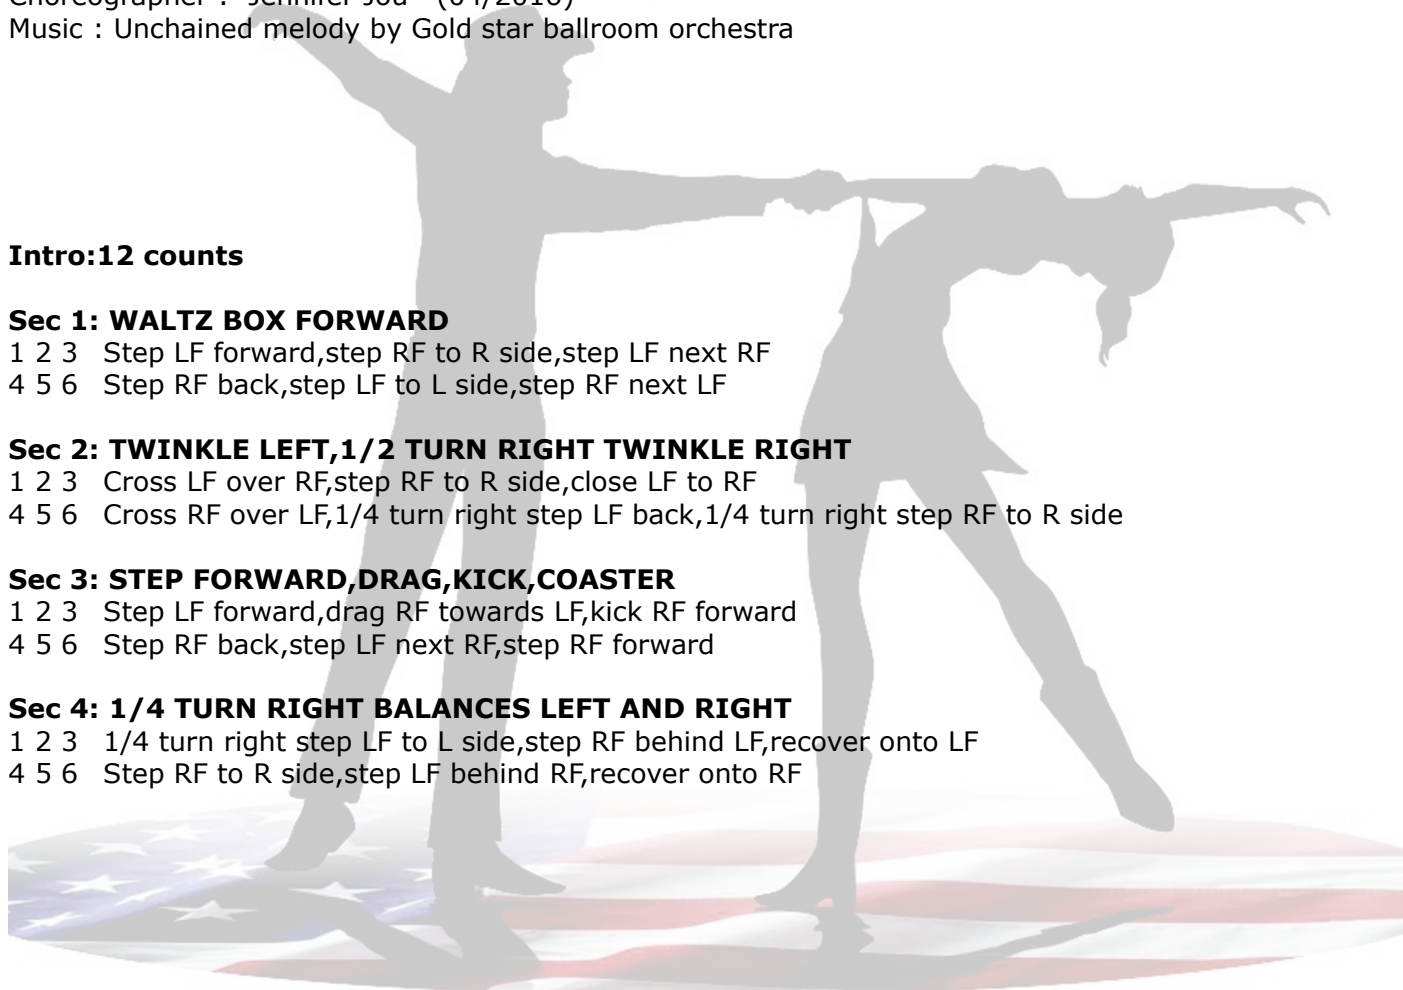 Choreographer : Jennifer Jou (04/2016)
Music : Unchained melody by Gold star ballroom orchestra
Intro:12 counts
Sec 1: WALTZ BOX FORWARD
1 2 3 Step LF forward,step RF to R side,step LF next RF
4 5 6 Step RF back,step LF to L side,step RF next LF
Sec 2: TWINKLE LEFT,1/2 TURN RIGHT TWINKLE RIGHT
1 2 3 Cross LF over RF,step RF to R side,close LF to RF
4 5 6 Cross RF over LF,1/4 turn right step LF back,1/4 turn right step RF to R side
Sec 3: STEP FORWARD,DRAG,KICK,COASTER
1 2 3 Step LF forward,drag RF towards LF,kick RF forward
4 5 6 Step RF back,step LF next RF,step RF forward
Sec 4: 1/4 TURN RIGHT BALANCES LEFT AND RIGHT
1 2 3 1/4 turn right step LF to L side,step RF behind LF,recover onto LF
4 5 6 Step RF to R side,step LF behind RF,recover onto RF